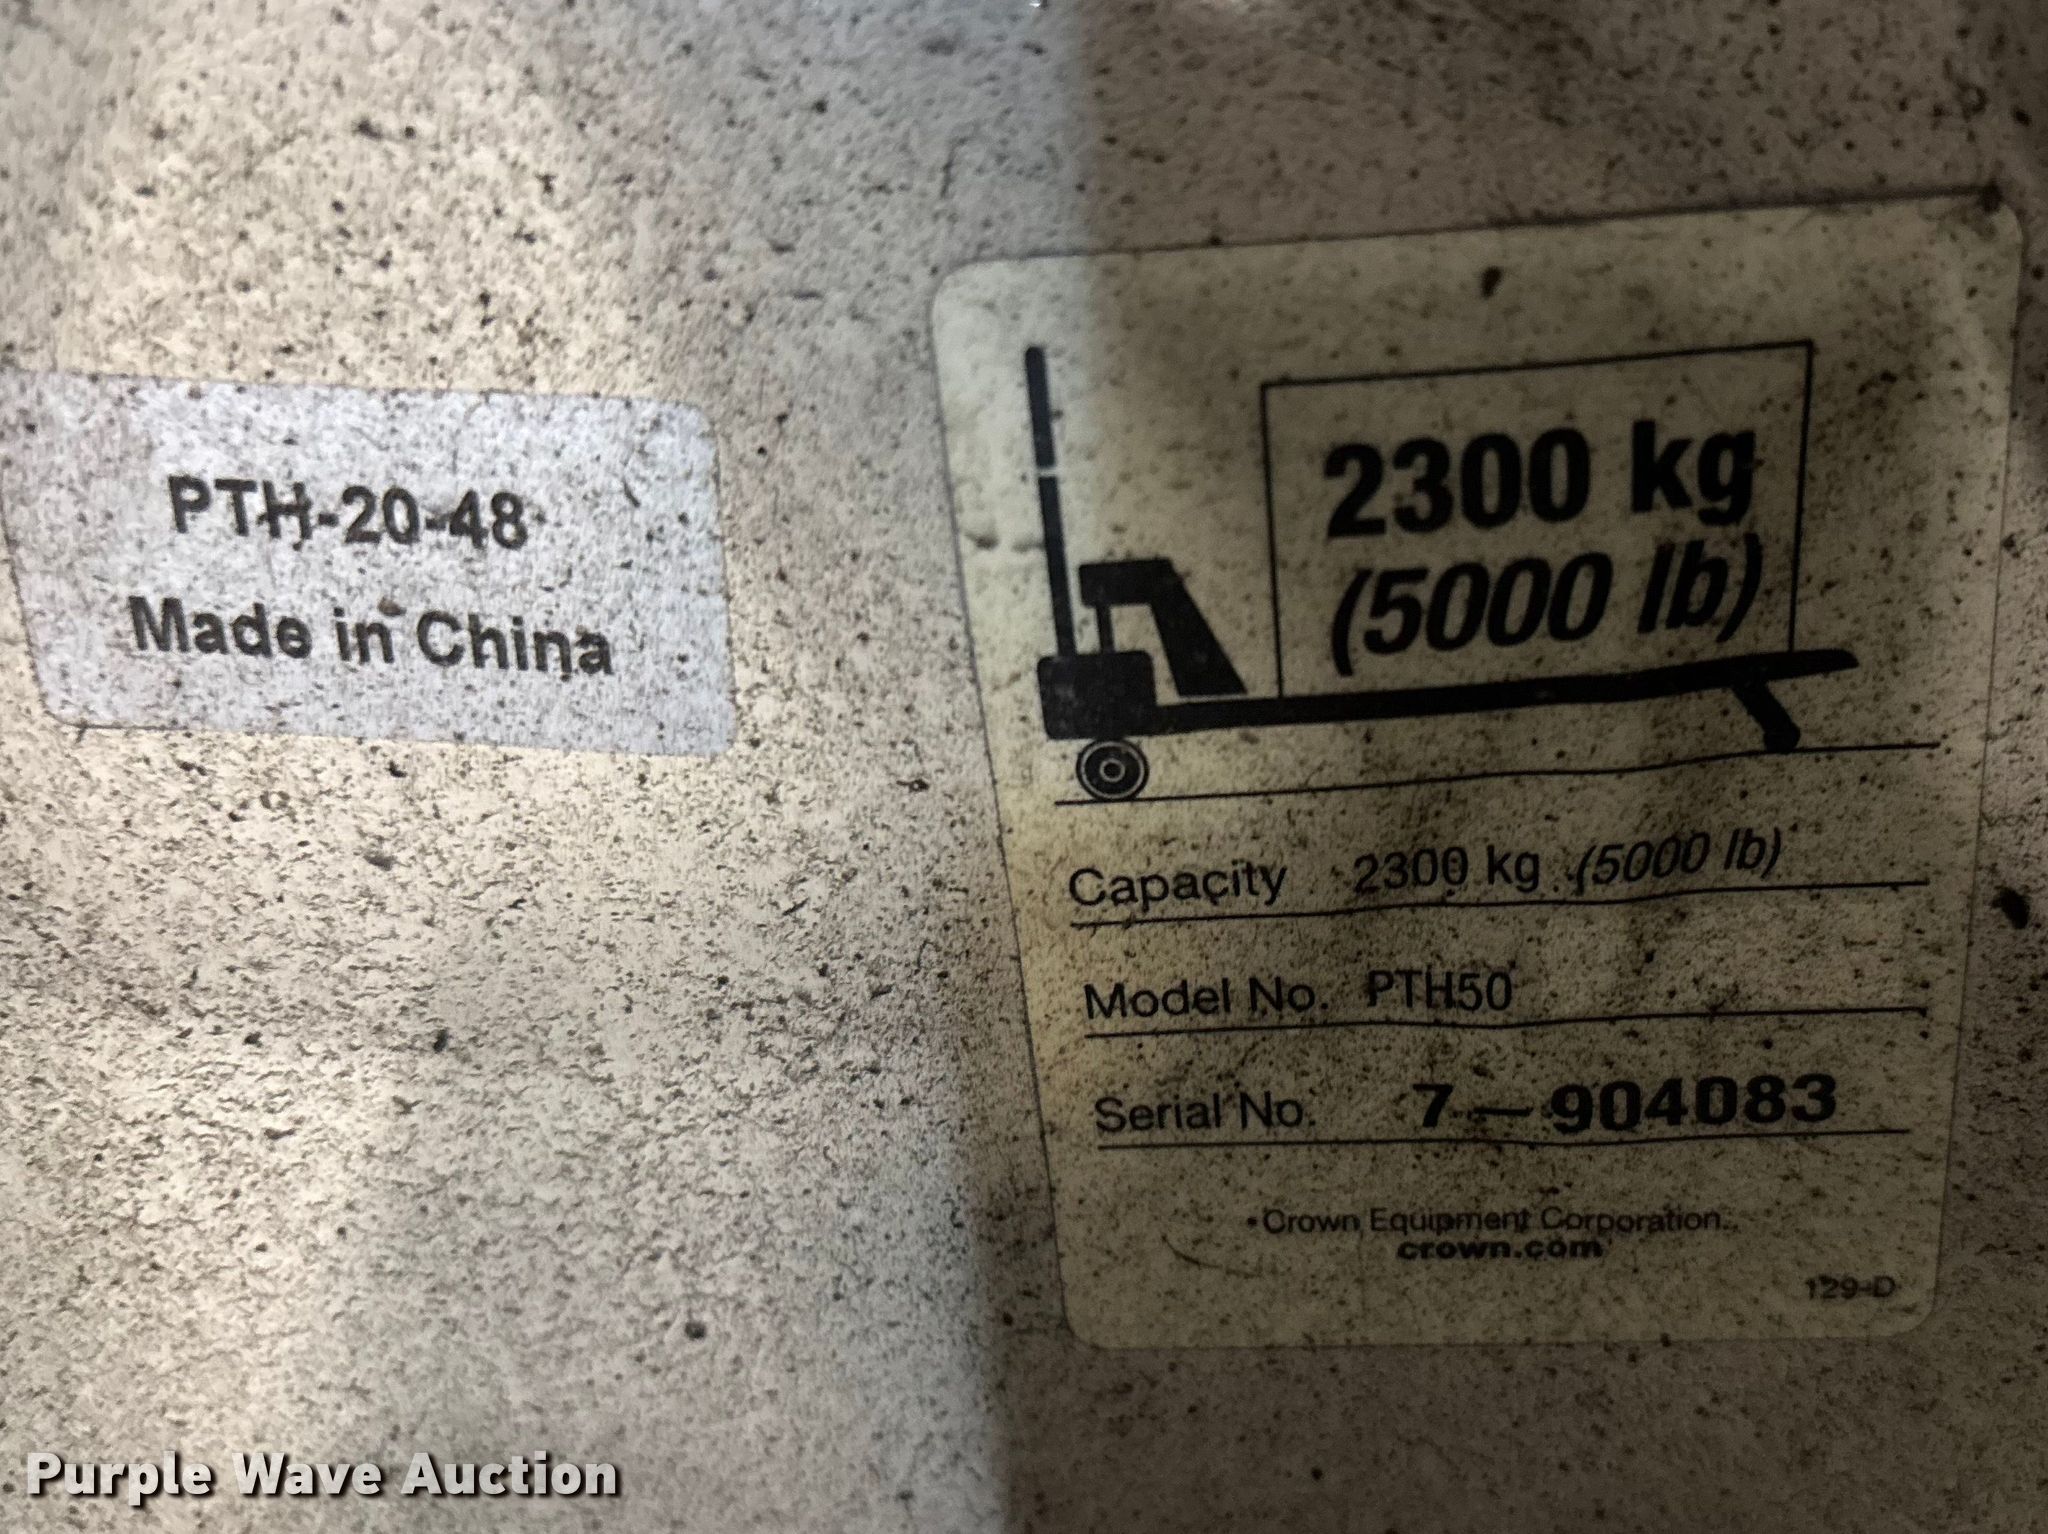 PTH-20-48
Made in China
2300 kg
(5000 lb)
Capacity 2300 kg (5000 lb)
Model No. PTH50
Serial No. 7-904083
Crown Equipment Corporation
crown.com
129-D
Purple Wave Auction